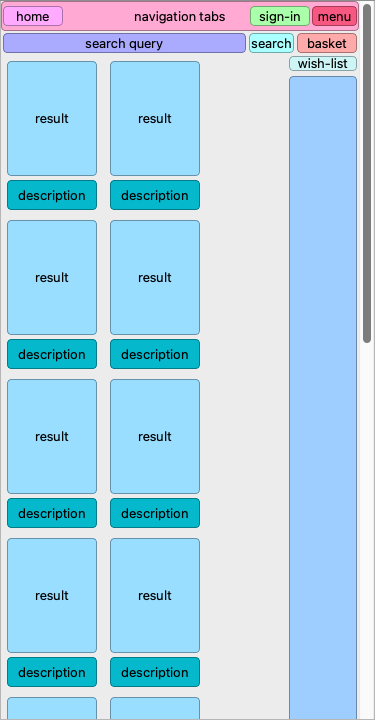 home navigation tabs sign-in menu
search query search basket
wish-list
result result
description description
result result
description description
result result
description description
result result
description description